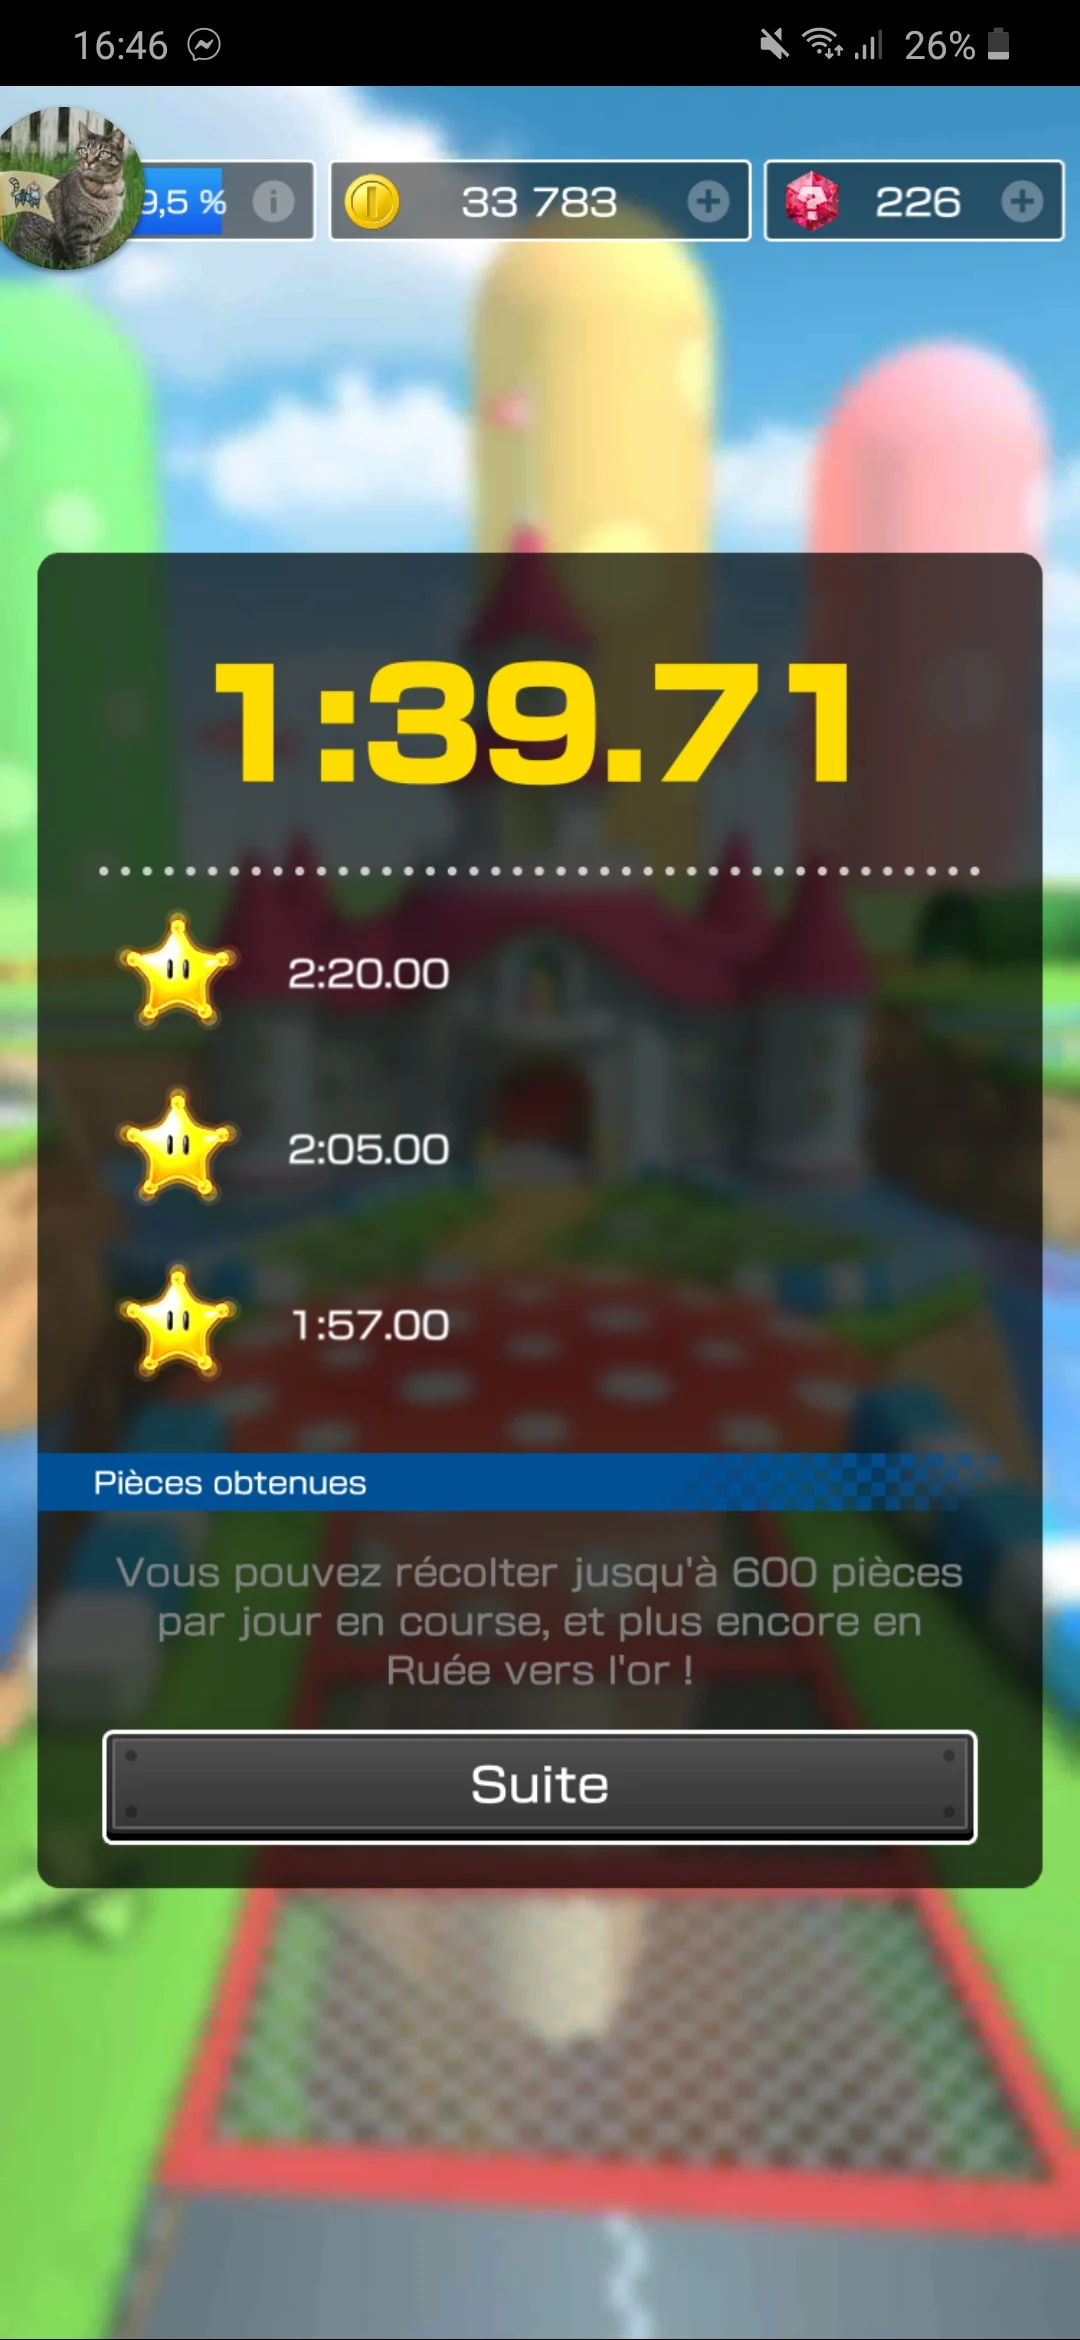 16:46
26%
9,5 %
33 783
226
1:39.71
2:20.00
2:05.00
1:57.00
Pièces obtenues
Vous pouvez récolter jusqu'à 600 pièces
par jour en course, et plus encore en
Ruée vers l'or !
Suite